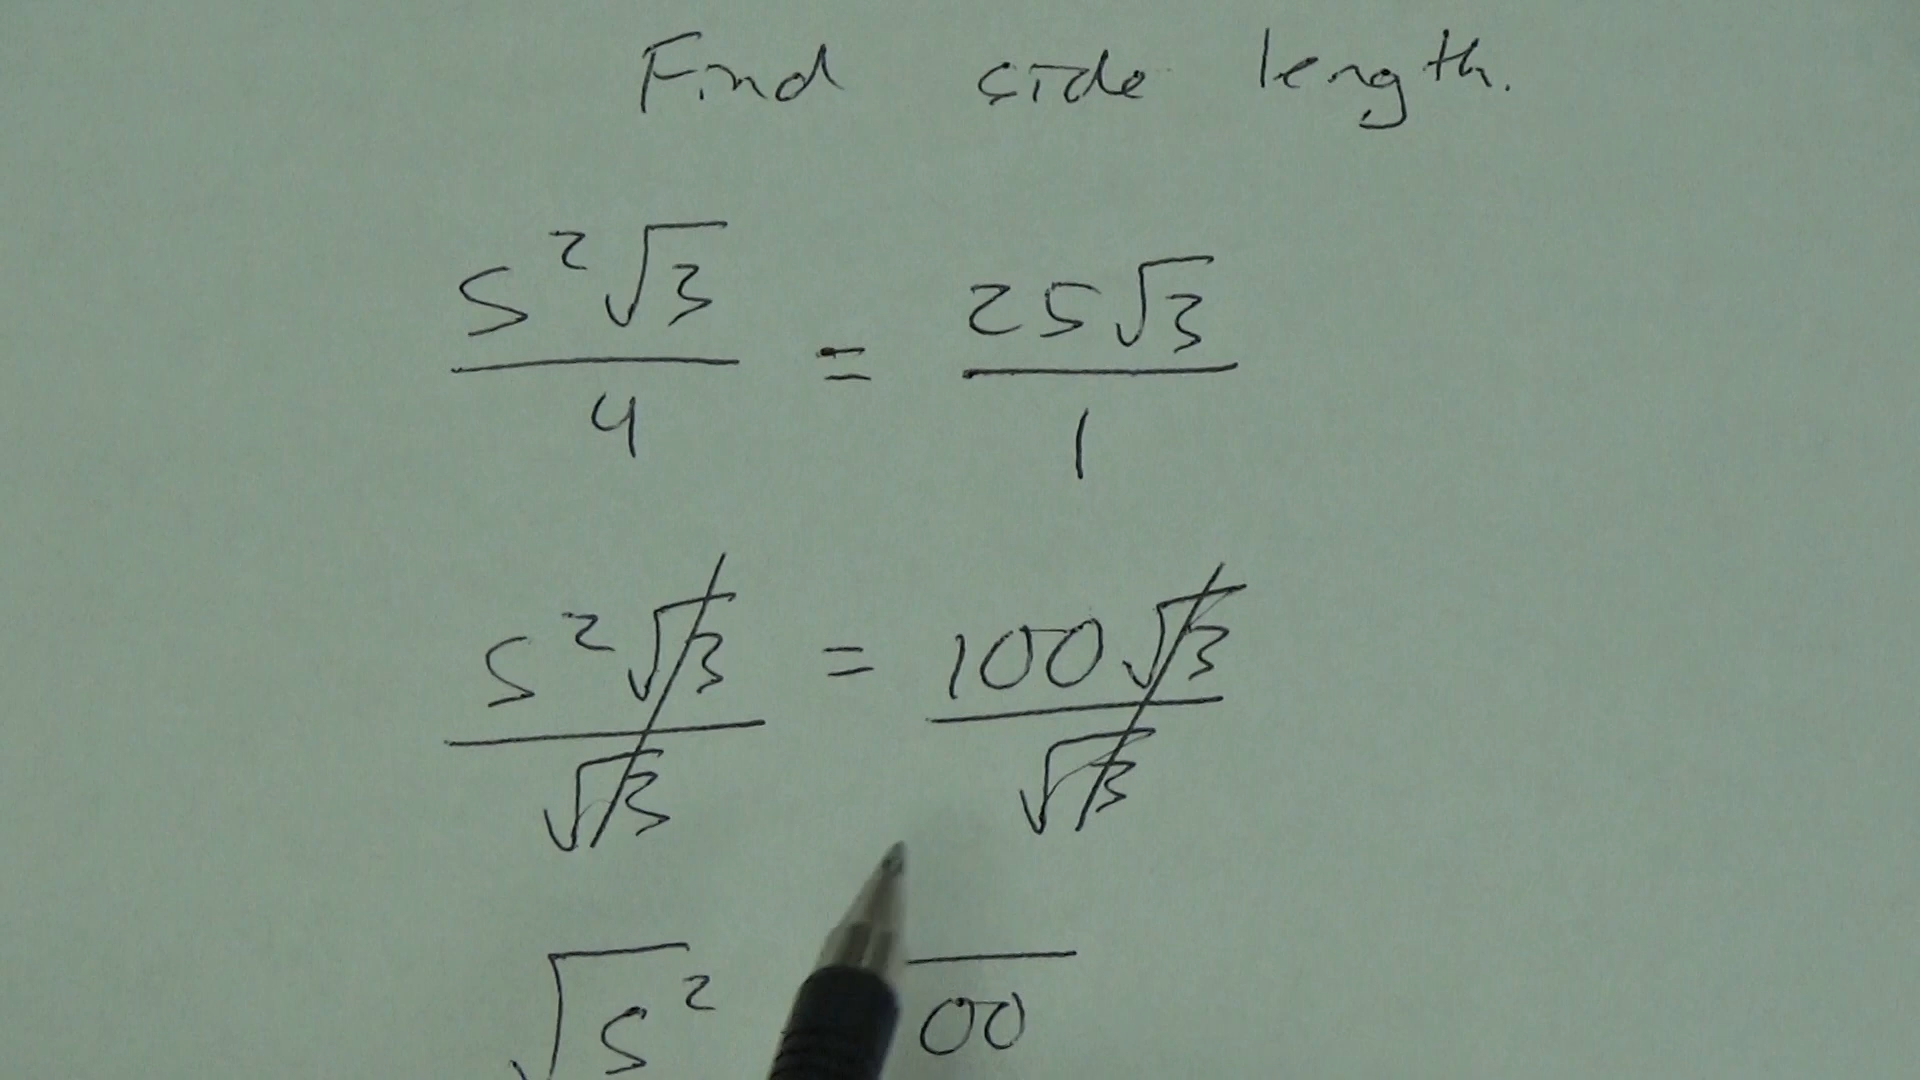 Find side length.
s²√3 / 4 = 25√3 / 1
s²√3 / √3 = 100√3 / √3
√s² 00